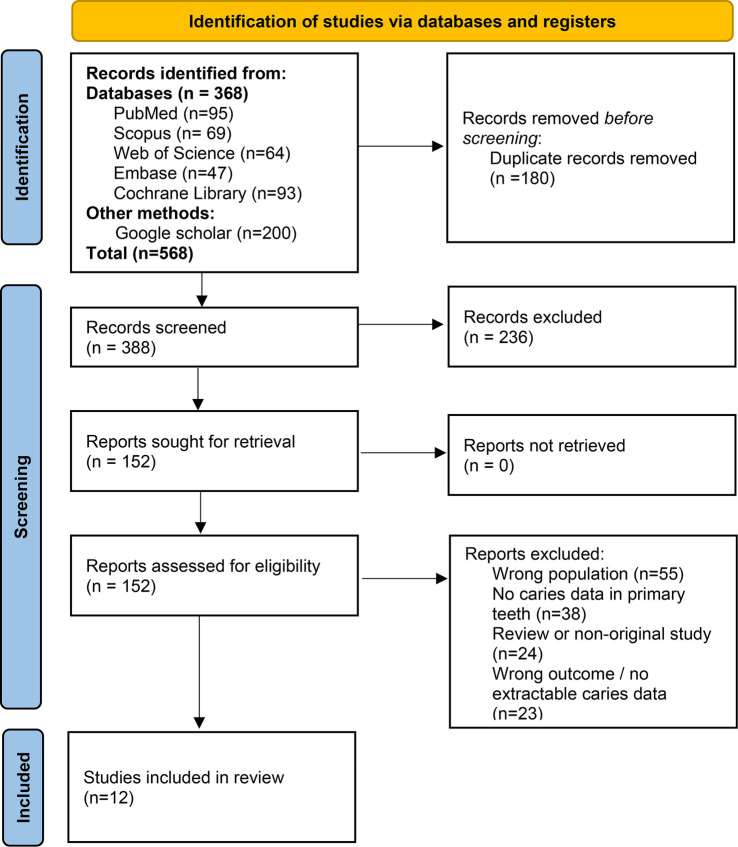 Identification of studies via databases and registers
Identification
Records identified from:
Databases (n = 368)
PubMed (n=95)
Scopus (n= 69)
Web of Science (n=64)
Embase (n=47)
Cochrane Library (n=93)
Other methods:
Google scholar (n=200)
Total (n=568)
Records removed before
screening:
Duplicate records removed
(n =180)
Screening
Records screened
(n = 388)
Records excluded
(n = 236)
Reports sought for retrieval
(n = 152)
Reports not retrieved
(n = 0)
Reports assessed for eligibility
(n = 152)
Reports excluded:
Wrong population (n=55)
No caries data in primary
teeth (n=38)
Review or non-original study
(n=24)
Wrong outcome / no
extractable caries data
(n=23)
Included
Studies included in review
(n=12)